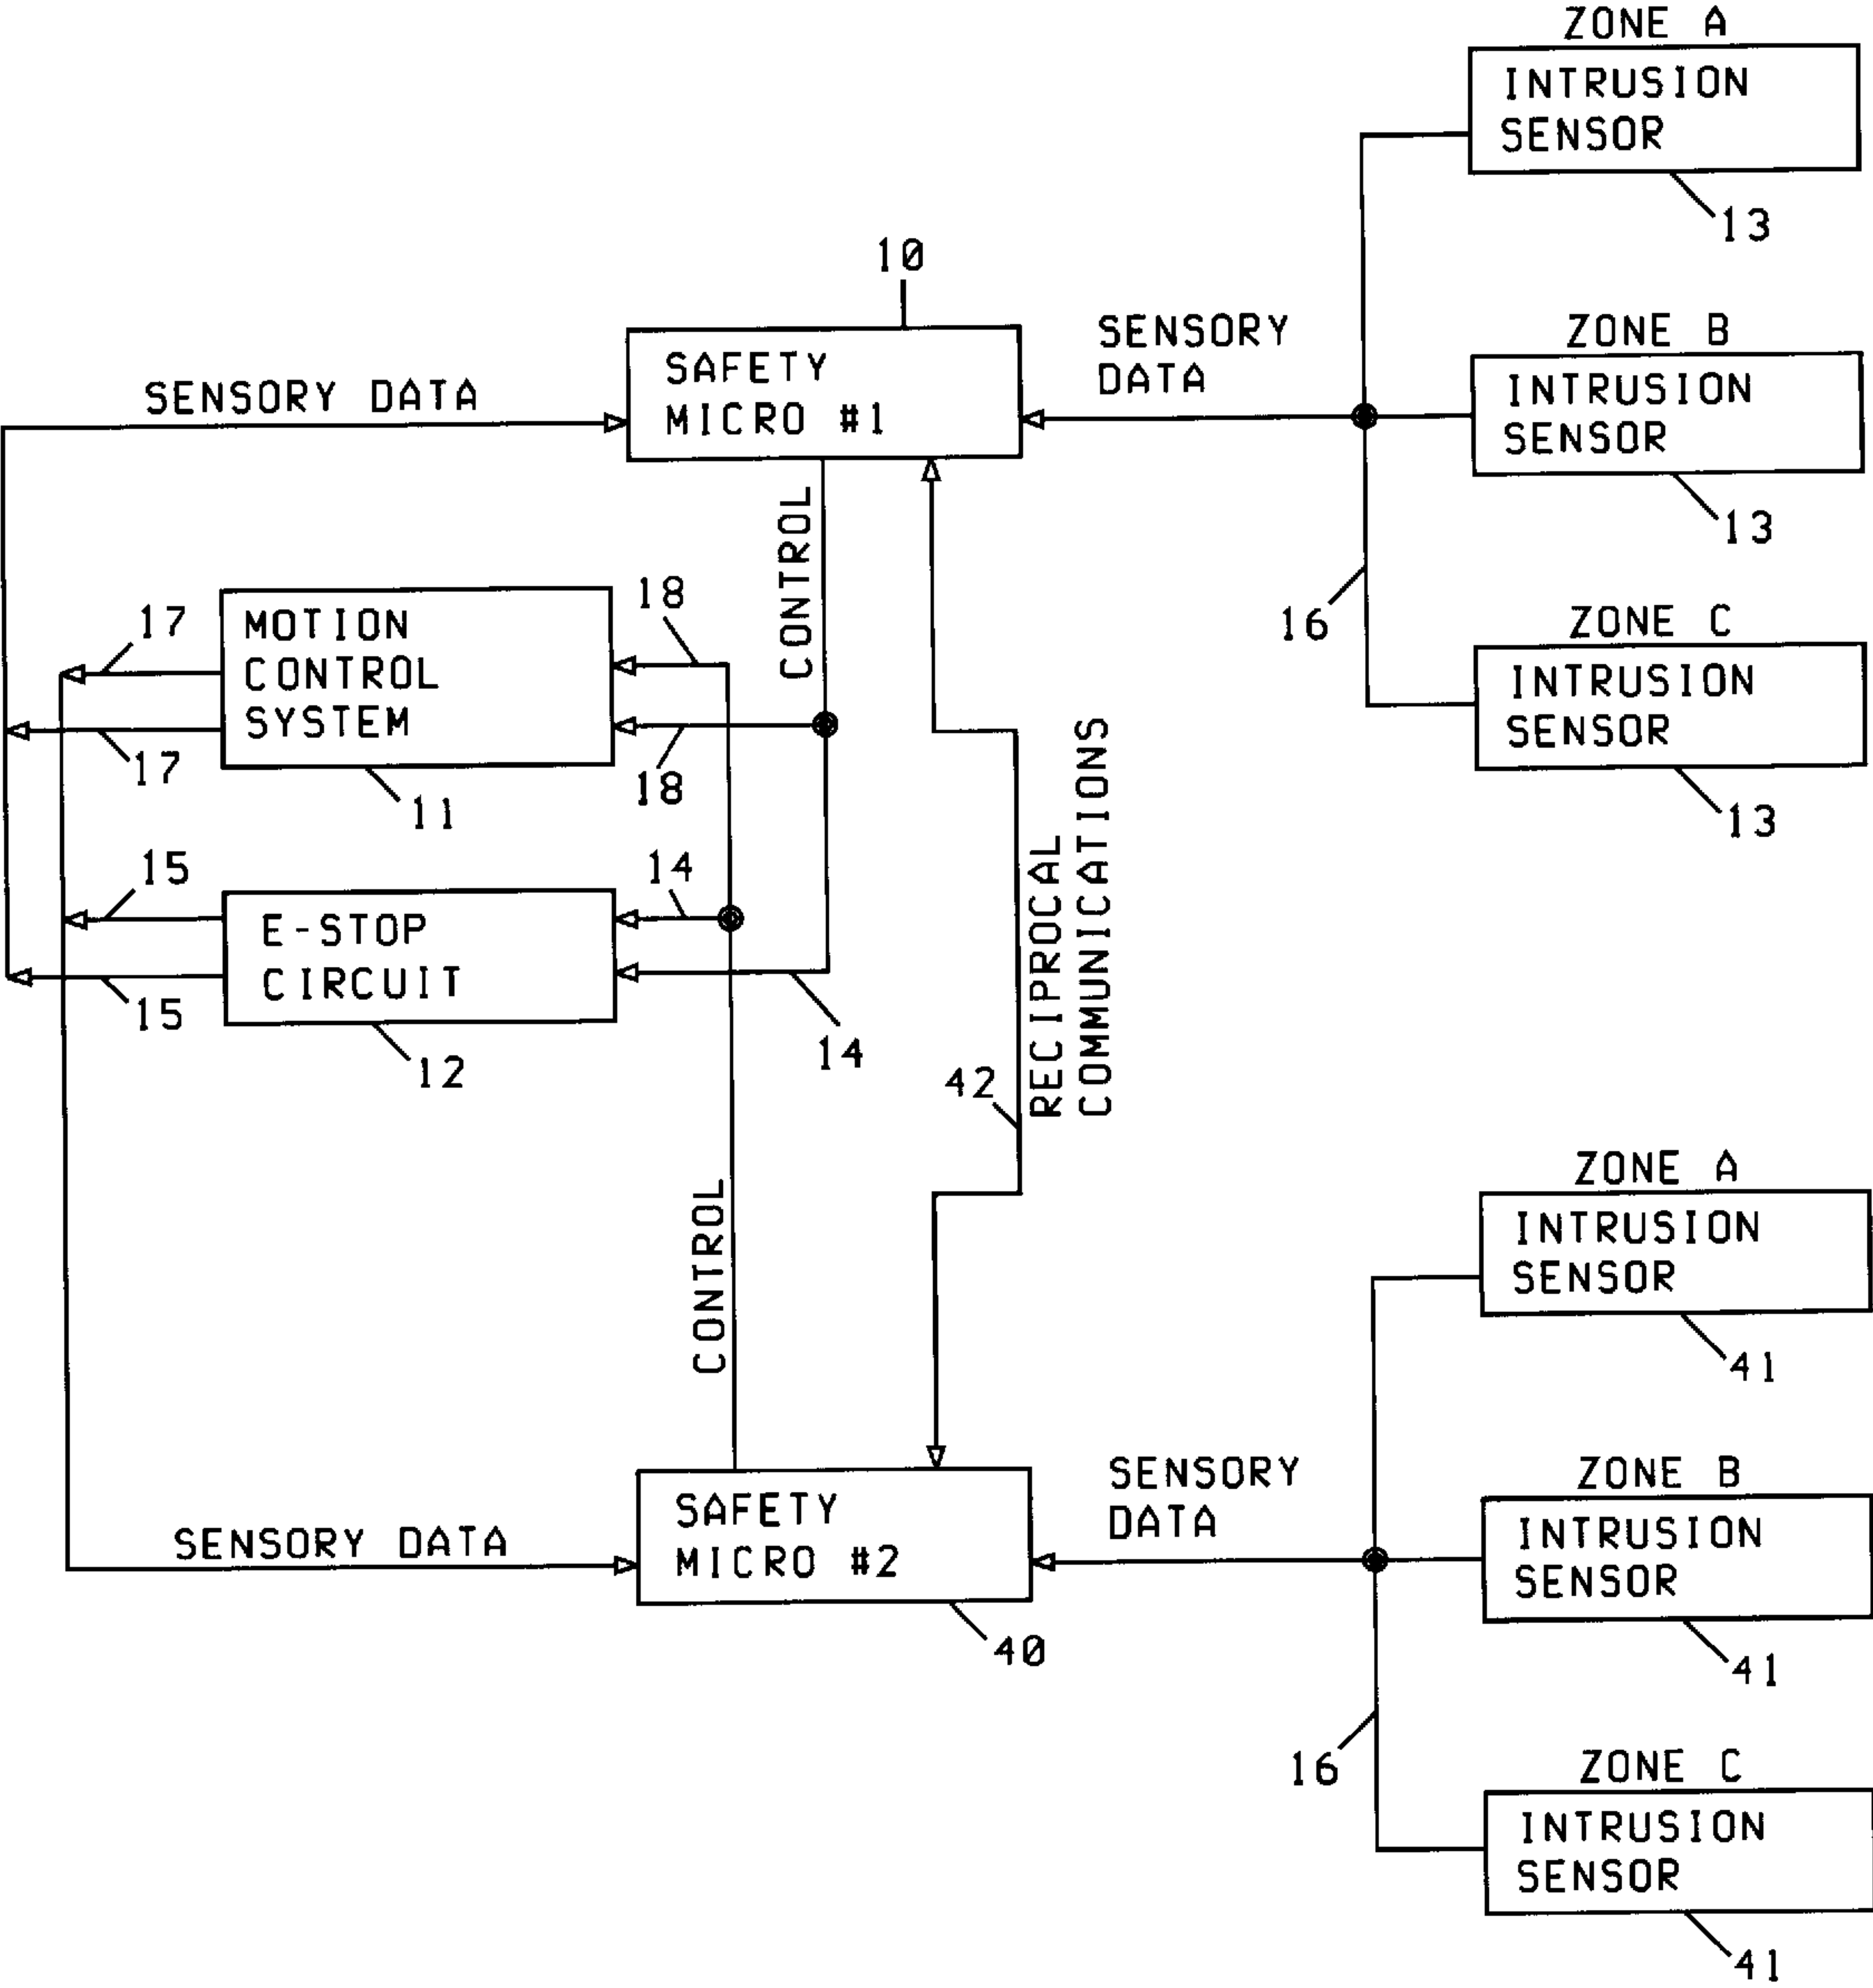 ZONE A
INTRUSION
SENSOR
13
10
SAFETY
MICRO #1
SENSORY
DATA
ZONE B
INTRUSION
SENSOR
13
SENSORY DATA
CONTROL
16
ZONE C
INTRUSION
SENSOR
13
17
MOTION
CONTROL
SYSTEM
17
11
18
18
RECIPROCAL
COMMUNICATIONS
15
E-STOP
CIRCUIT
15
12
14
14
42
CONTROL
ZONE A
INTRUSION
SENSOR
41
SENSORY DATA
SAFETY
MICRO #2
40
SENSORY
DATA
ZONE B
INTRUSION
SENSOR
41
16
ZONE C
INTRUSION
SENSOR
41